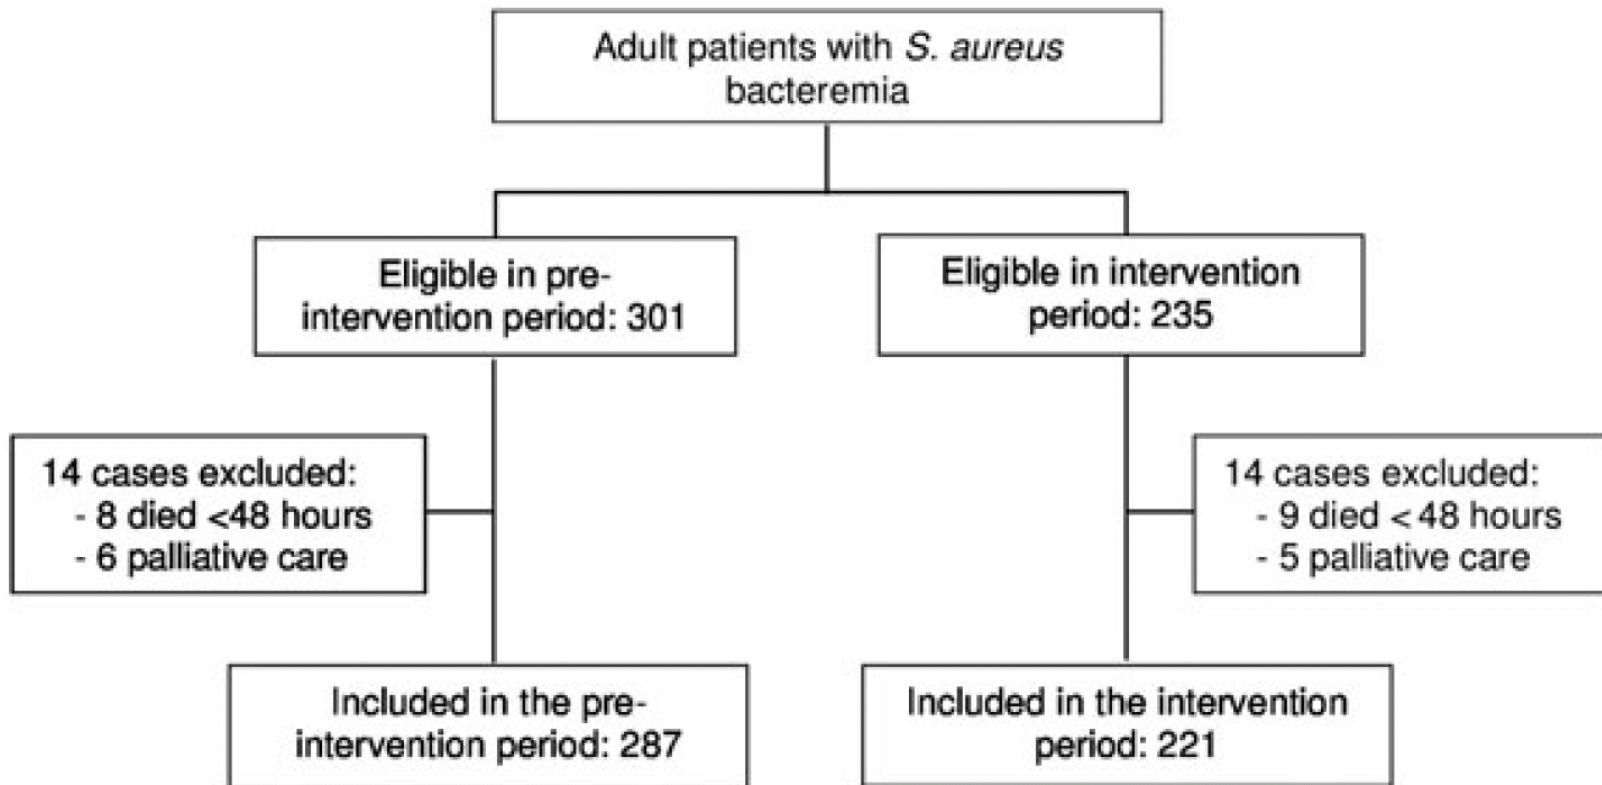 Adult patients with S. aureus
bacteremia
Eligible in pre-
intervention period: 301
Eligible in intervention
period: 235
14 cases excluded:
- 8 died <48 hours
- 6 palliative care
14 cases excluded:
- 9 died < 48 hours
- 5 palliative care
Included in the pre-
intervention period: 287
Included in the intervention
period: 221